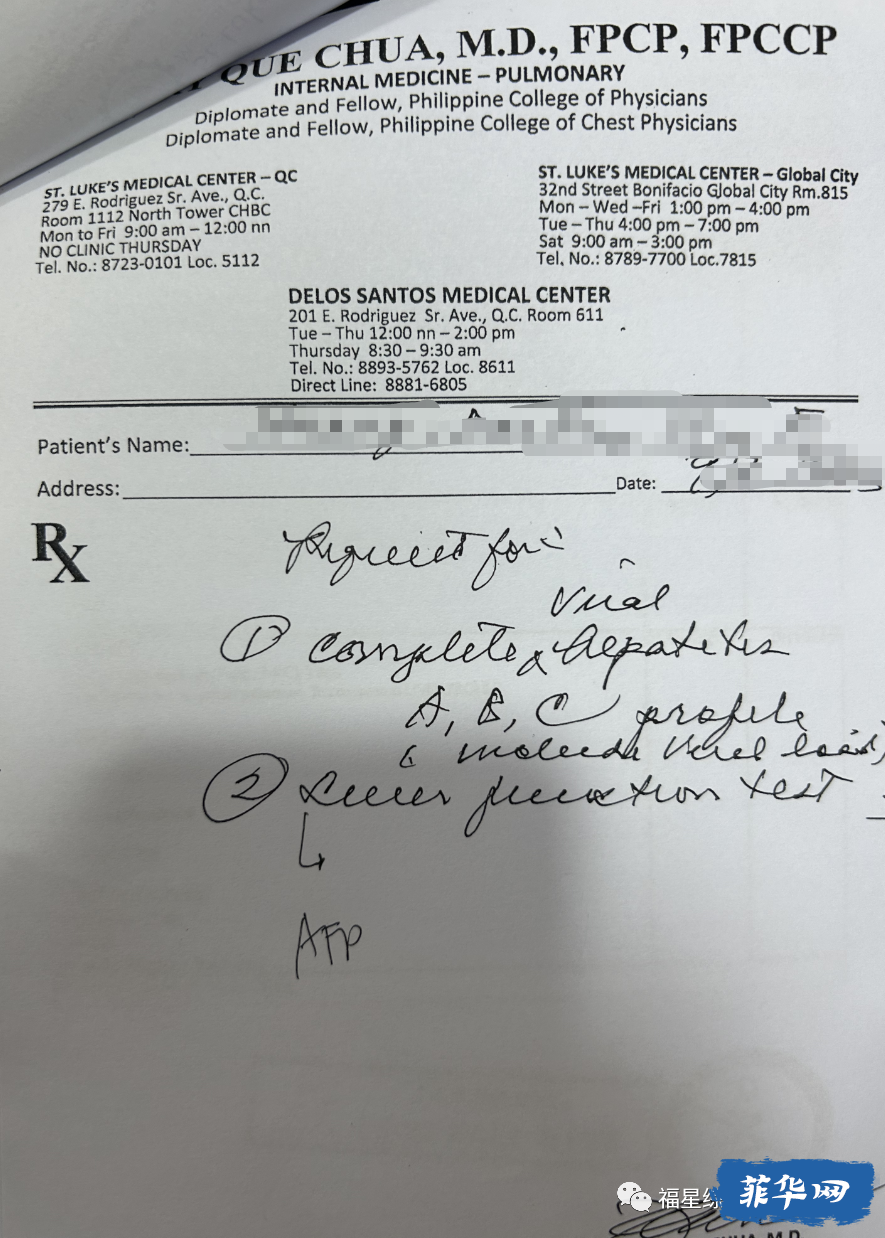 QUE CHUA, M.D., FPCP, FPCCP
INTERNAL MEDICINE – PULMONARY
Diplomate and Fellow, Philippine College of Physicians
Diplomate and Fellow, Philippine College of Chest Physicians
ST. LUKE'S MEDICAL CENTER – QC
279 E. Rodriguez Sr. Ave., Q.C.
Room 1112 North Tower CHBC
Mon to Fri 9:00 am – 12:00 nn
NO CLINIC THURSDAY
Tel. No.: 8723-0101 Loc. 5112
ST. LUKE'S MEDICAL CENTER – Global City
32nd Street Bonifacio Global City Rm.815
Mon – Wed –Fri 1:00 pm – 4:00 pm
Tue – Thu 4:00 pm – 7:00 pm
Sat 9:00 am – 3:00 pm
Tel. No.: 8789-7700 Loc.7815
DELOS SANTOS MEDICAL CENTER
201 E. Rodriguez Sr. Ave., Q.C. Room 611
Tue – Thu 12:00 nn – 2:00 pm
Thursday 8:30 – 9:30 am
Tel. No.: 8893-5762 Loc. 8611
Direct Line: 8881-6805
Patient's Name:
Address: Date:
Rx
Request for:
Viral
① Complete hepatitis
A, B, C profile
( include viral load)
② Liver function test
↳
AFP
福星综
菲华网
CHUA, M.D.